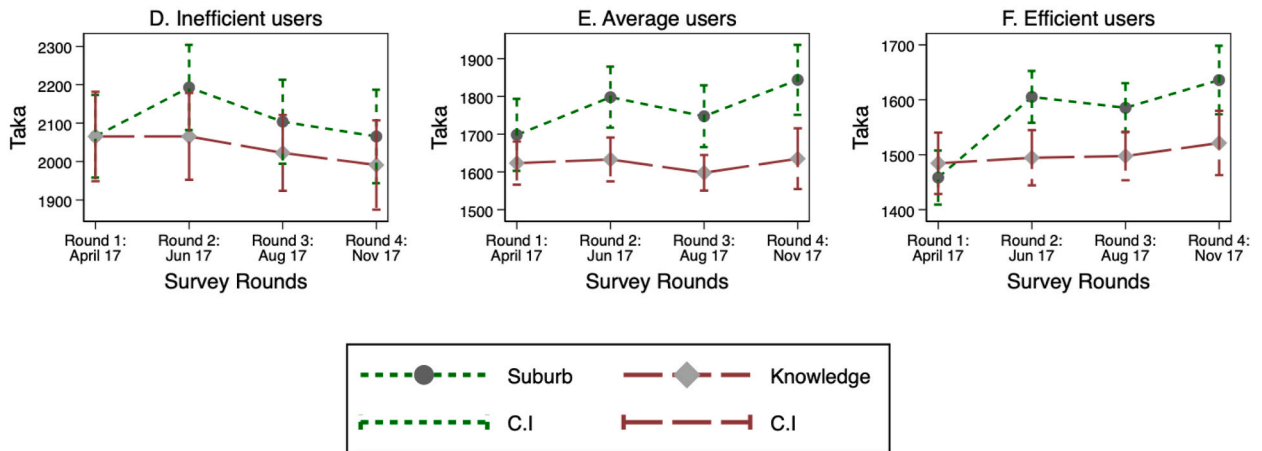 D. Inefficient users
Taka
2300
2200
2100
2000
1900
Round 1:
April 17
Round 2:
Jun 17
Round 3:
Aug 17
Round 4:
Nov 17
Survey Rounds
E. Average users
Taka
1900
1800
1700
1600
1500
Round 1:
April 17
Round 2:
Jun 17
Round 3:
Aug 17
Round 4:
Nov 17
Survey Rounds
F. Efficient users
Taka
1700
1600
1500
1400
Round 1:
April 17
Round 2:
Jun 17
Round 3:
Aug 17
Round 4:
Nov 17
Survey Rounds
Suburb
Knowledge
C.I
C.I